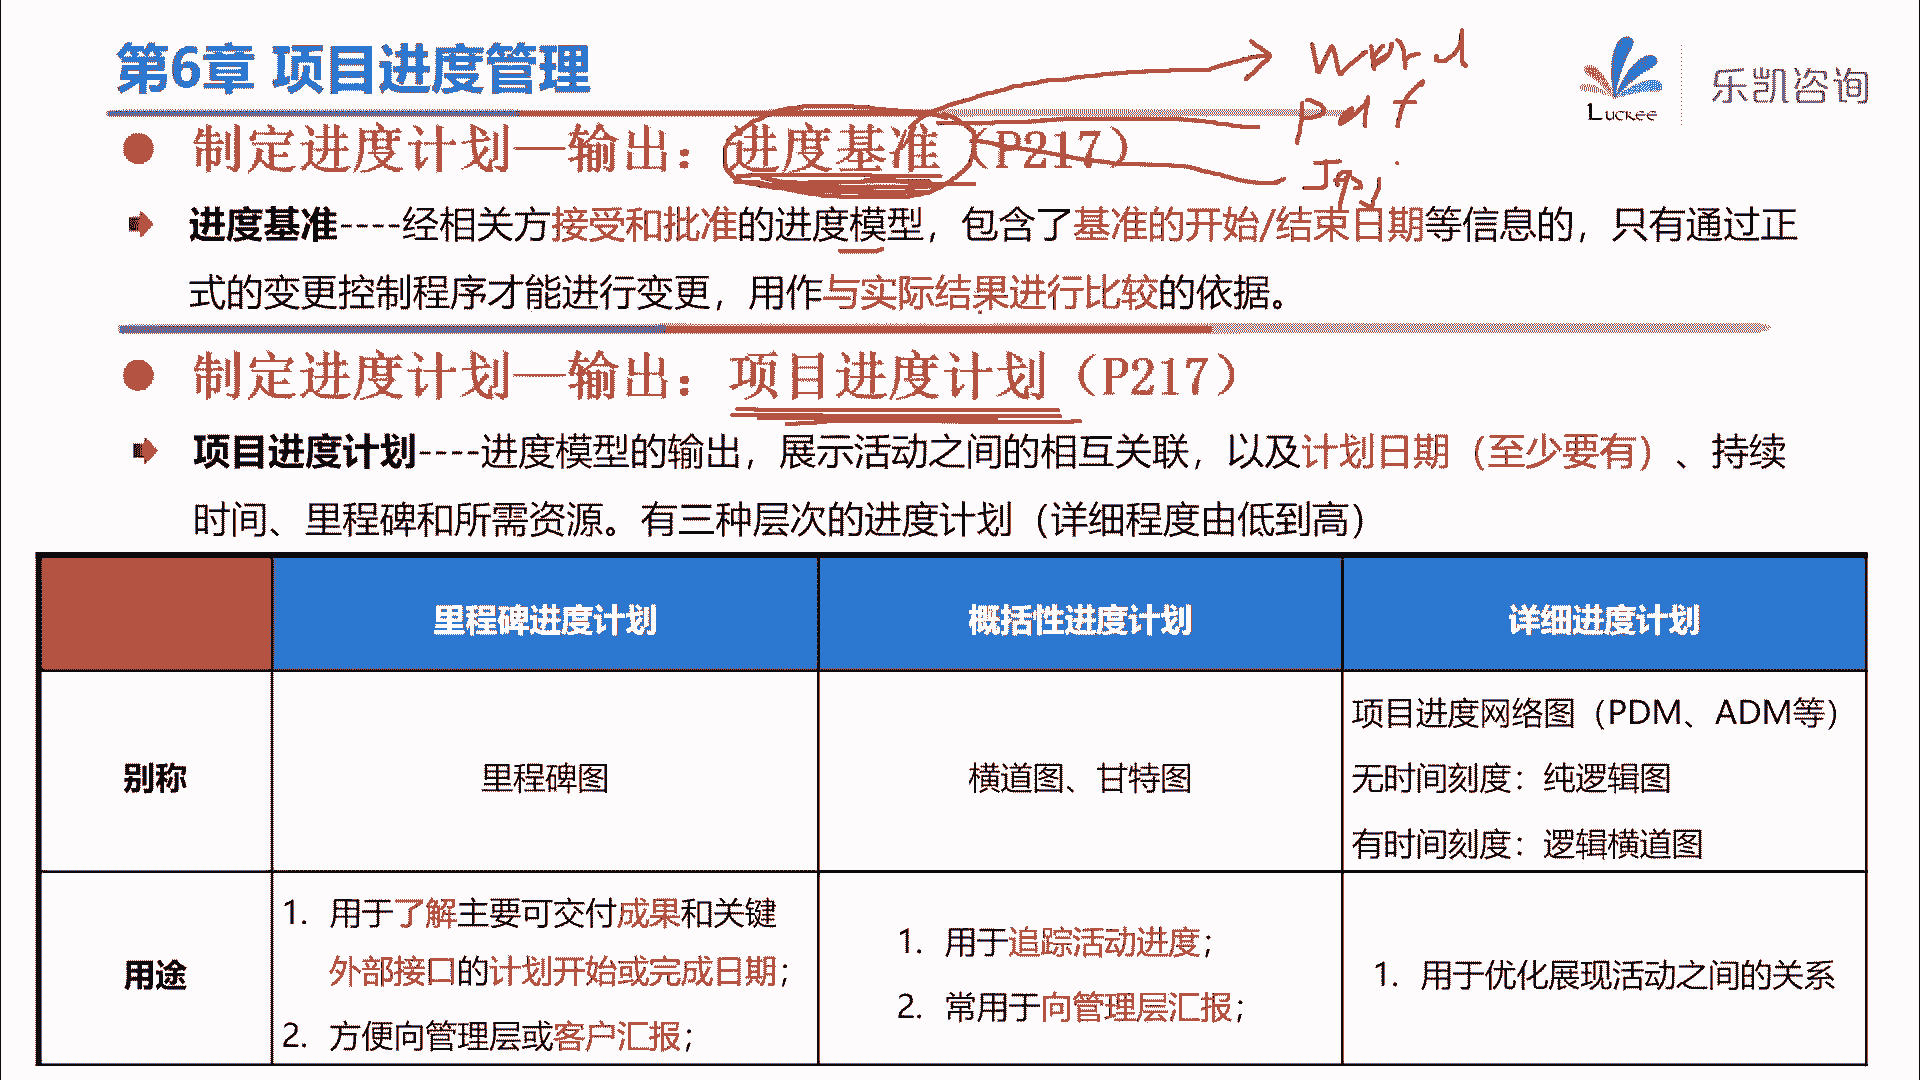 第6章 项目进度管理
word
pdf
Luckee
乐凯咨询
制定进度计划—输出：进度基准（P217）
进度基准----经相关方接受和批准的进度模型，包含了基准的开始/结束日期等信息的，只有通过正
式的变更控制程序才能进行变更，用作与实际结果进行比较的依据。
制定进度计划—输出：项目进度计划（P217）
项目进度计划----进度模型的输出，展示活动之间的相互关联，以及计划日期（至少要有）、持续
时间、里程碑和所需资源。有三种层次的进度计划（详细程度由低到高）
里程碑进度计划
概括性进度计划
详细进度计划
别称
里程碑图
横道图、甘特图
项目进度网络图（PDM、ADM等）
无时间刻度：纯逻辑图
有时间刻度：逻辑横道图
用途
1. 用于了解主要可交付成果和关键
外部接口的计划开始或完成日期；
2. 方便向管理层或客户汇报；
1. 用于追踪活动进度；
2. 常用于向管理层汇报；
1. 用于优化展现活动之间的关系